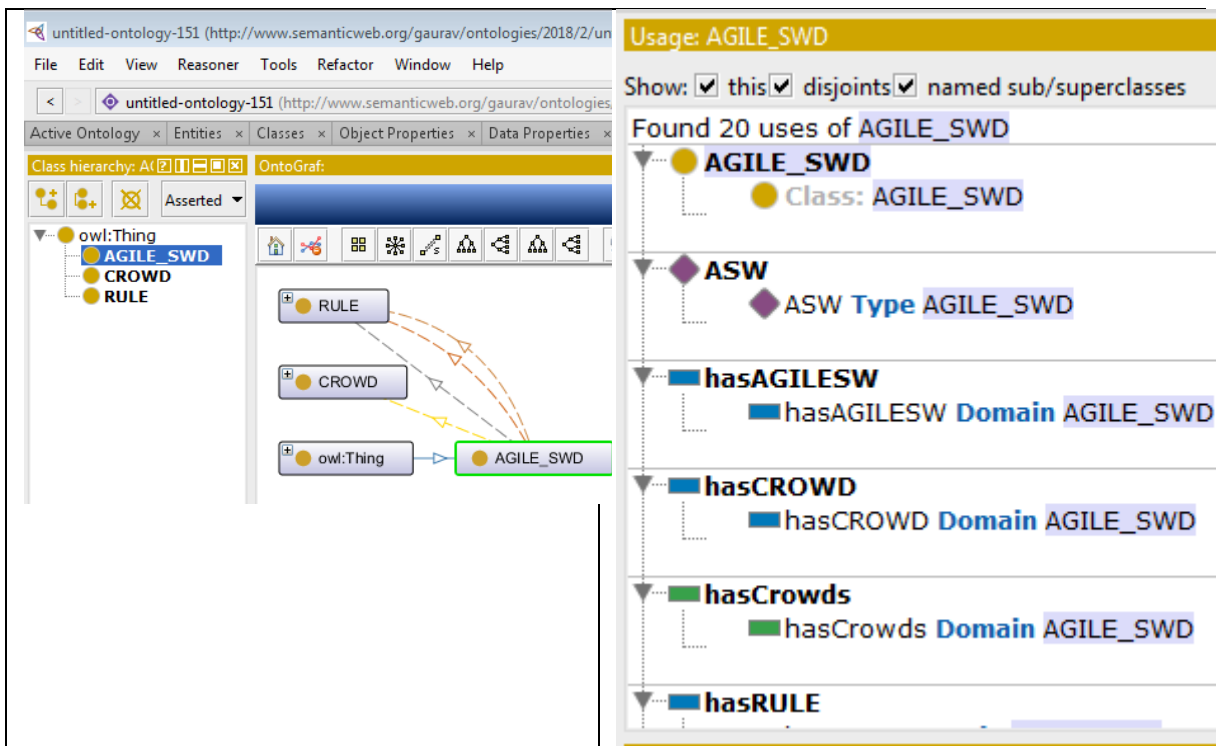 untitled-ontology-151 (http://www.semanticweb.org/gaurav/ontologies/2018/2/un
File Edit View Reasoner Tools Refactor Window Help
< > untitled-ontology-151 (http://www.semanticweb.org/gaurav/ontologies/
Active Ontology × Entities × Classes × Object Properties × Data Properties ×
Class hierarchy: A
OntoGraf:
Asserted
owl:Thing
AGILE_SWD
CROWD
RULE
RULE
CROWD
owl:Thing
AGILE_SWD
Usage: AGILE_SWD
Show: this disjoints named sub/superclasses
Found 20 uses of AGILE_SWD
AGILE_SWD
Class: AGILE_SWD
ASW
ASW Type AGILE_SWD
hasAGILESW
hasAGILESW Domain AGILE_SWD
hasCROWD
hasCROWD Domain AGILE_SWD
hasCrowds
hasCrowds Domain AGILE_SWD
hasRULE